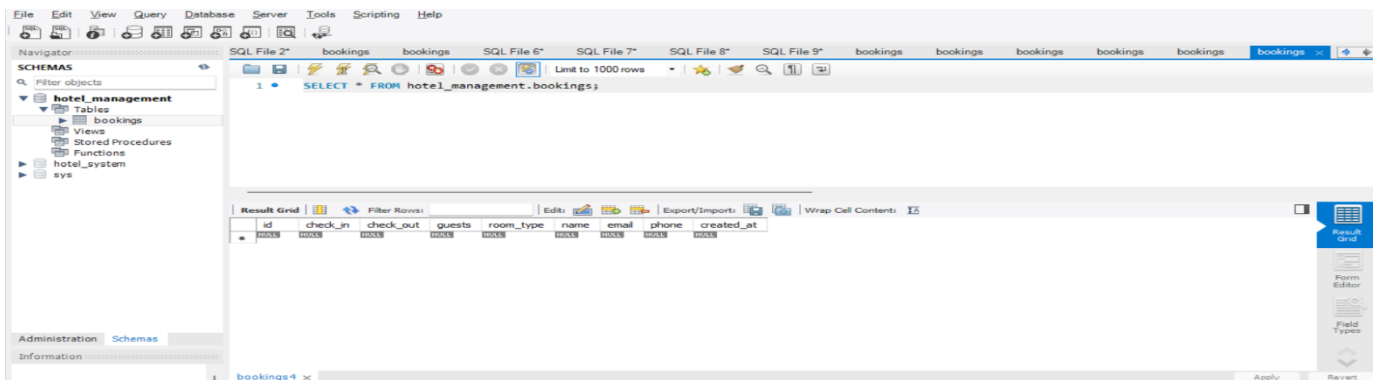 File Edit View Query Database Server Tools Scripting Help
Navigator
SQL File 2* bookings bookings SQL File 6* SQL File 7* SQL File 8* SQL File 9* bookings bookings bookings bookings bookings bookings
SCHEMAS
Limit to 1000 rows
Filter objects
1 SELECT * FROM hotel_management.bookings;
hotel_management
Tables
bookings
Views
Stored Procedures
Functions
hotel_system
sys
Result Grid Filter Rows: Edit: Export/Import: Wrap Cell Content:
id check_in check_out guests room_type name email phone created_at
NULL NULL NULL NULL NULL NULL NULL NULL NULL
Result Grid
Form Editor
Field Types
Administration Schemas
Information
bookings4 Apply Revert